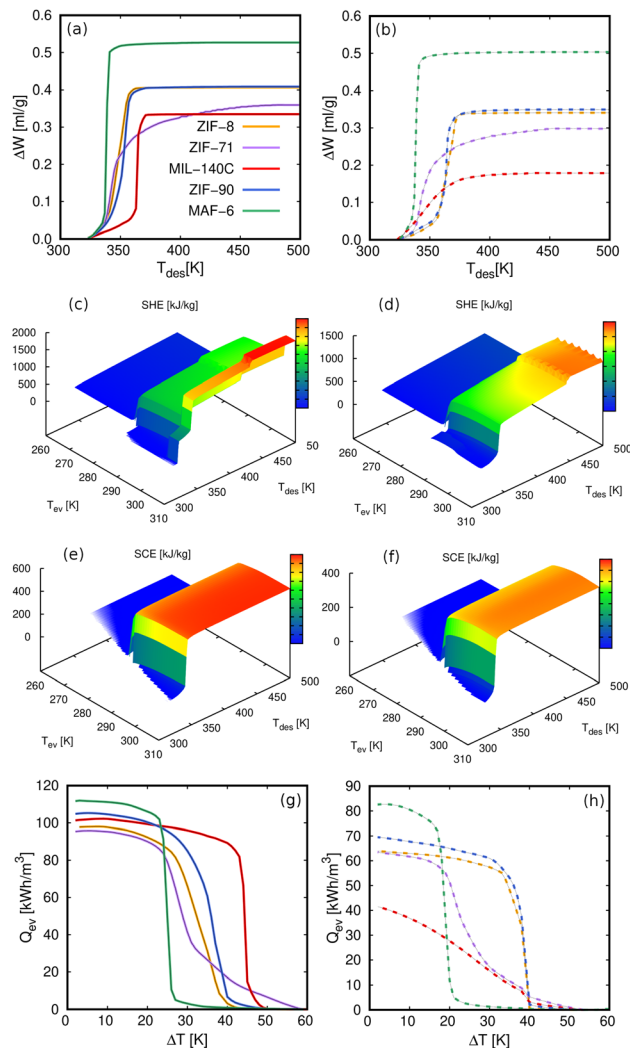 (a)
0.6
0.5
0.4
0.3
0.2
0.1
0.0
ΔW [ml/g]
ZIF-8
ZIF-71
MIL-140C
ZIF-90
MAF-6
300 350 400 450 500
T_des[K]
(b)
0.6
0.5
0.4
0.3
0.2
0.1
0.0
ΔW [ml/g]
300 350 400 450 500
T_des[K]
(c)
SHE [kJ/kg]
2000
1500
1000
500
0
260
270
280
290
300
310
T_ev [K]
300
350
400
450
50
T_des [K]
(d)
SHE [kJ/kg]
1500
1000
500
0
260
270
280
290
300
310
T_ev [K]
300
350
400
450
500
T_des [K]
(e)
SCE [kJ/kg]
600
400
200
0
260
270
280
290
300
310
T_ev [K]
300
350
400
450
500
T_des [K]
(f)
SCE [kJ/kg]
400
200
0
260
270
280
290
300
310
T_ev [K]
300
350
400
450
500
T_des [K]
(g)
120
100
80
60
40
20
0
Q_ev [kWh/m³]
0 10 20 30 40 50 60
ΔT [K]
(h)
90
80
70
60
50
40
30
20
10
0
Q_ev [kWh/m³]
0 10 20 30 40 50 60
ΔT [K]